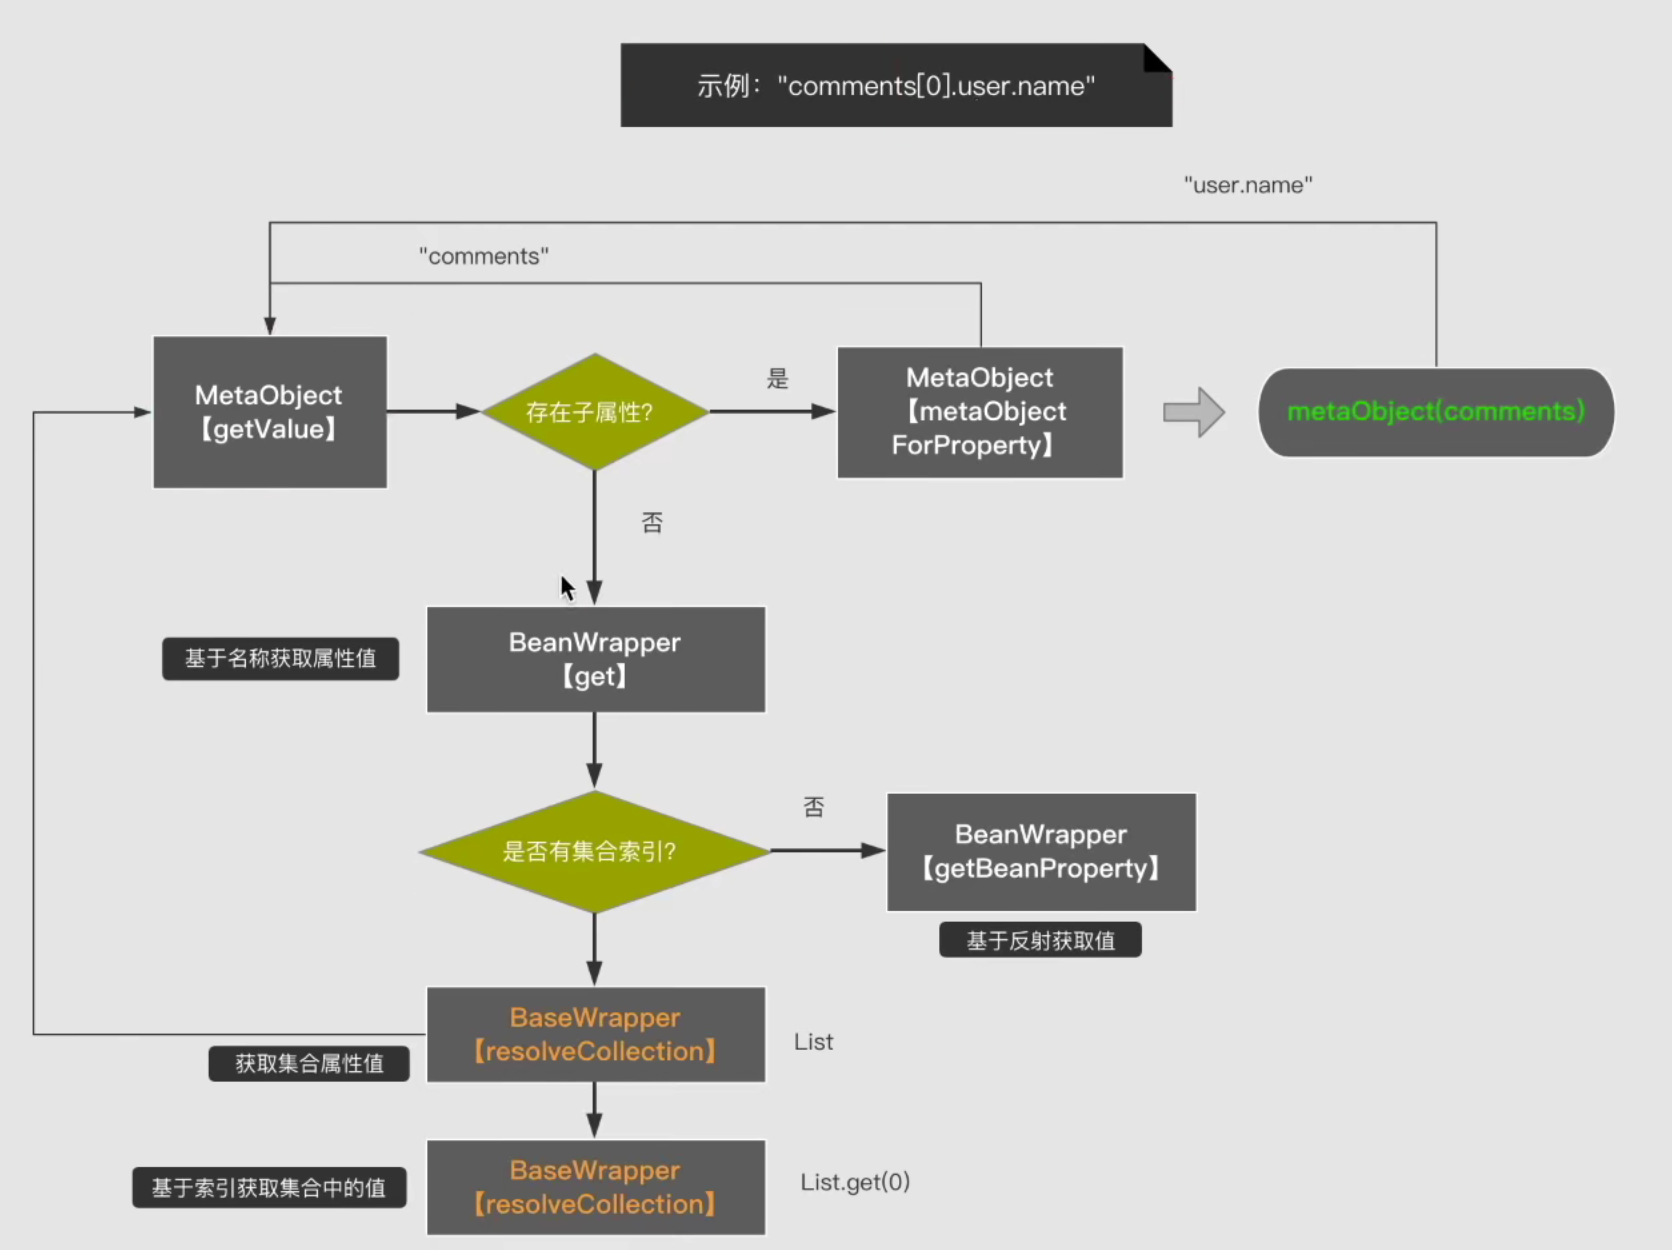 示例："comments[0].user.name"
"user.name"
"comments"
MetaObject
【getValue】
存在子属性?
是
MetaObject
【metaObject
ForProperty】
metaObject(comments)
否
基于名称获取属性值
BeanWrapper
【get】
是否有集合索引?
否
BeanWrapper
【getBeanProperty】
基于反射获取值
BaseWrapper
【resolveCollection】
List
获取集合属性值
BaseWrapper
【resolveCollection】
List.get(0)
基于索引获取集合中的值